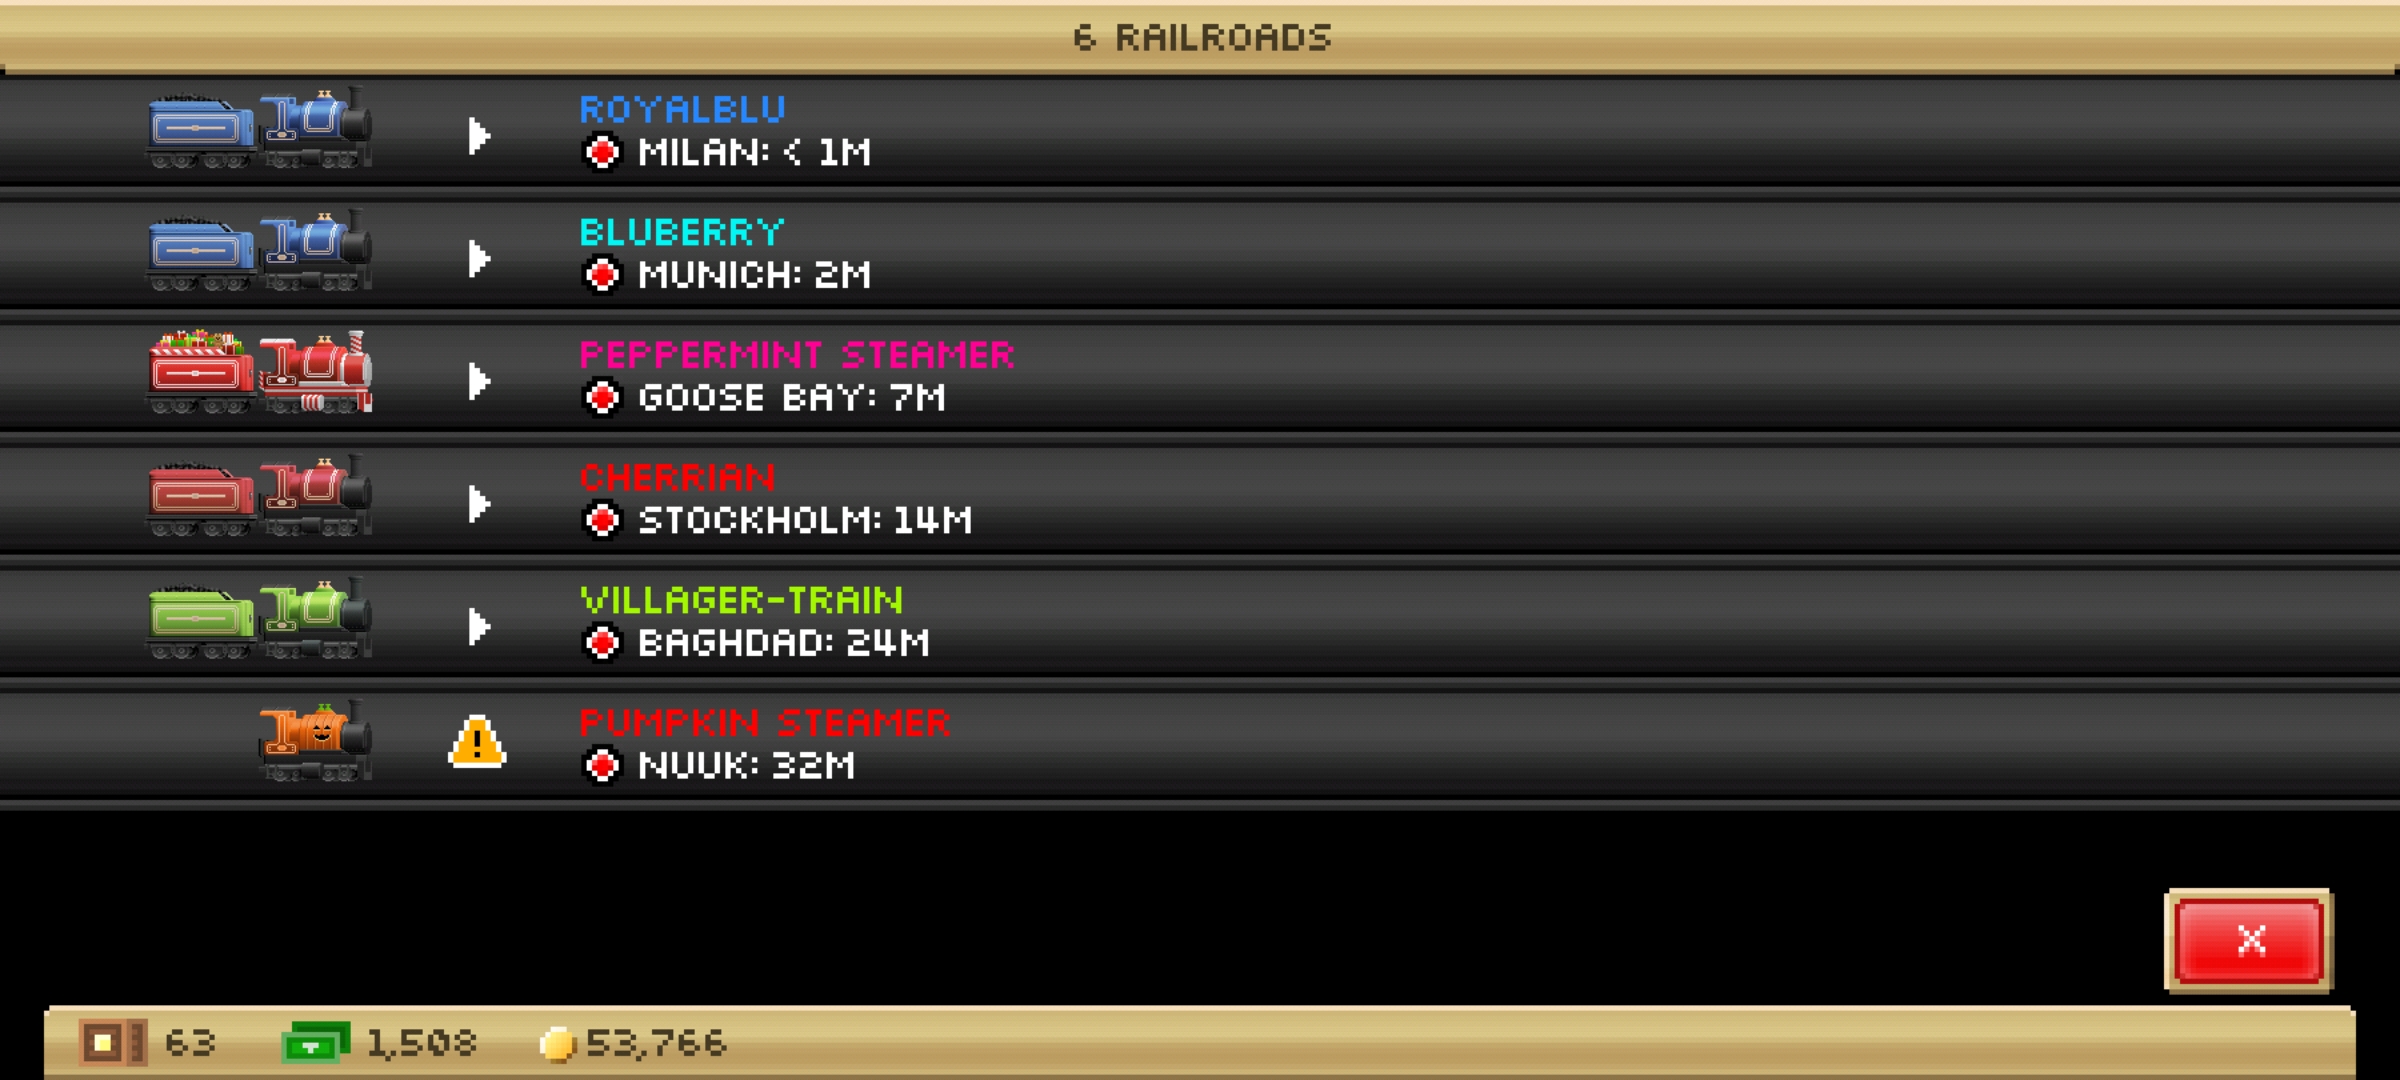 6 RAILROADS
ROYALBLU
MILAN: < 1M
BLUBERRY
MUNICH: 2M
PEPPERMINT STEAMER
GOOSE BAY: 7M
CHERRIAN
STOCKHOLM: 14M
VILLAGER-TRAIN
BAGHDAD: 24M
!
PUMPKIN STEAMER
NUUK: 32M
X
63 1,508 53,766